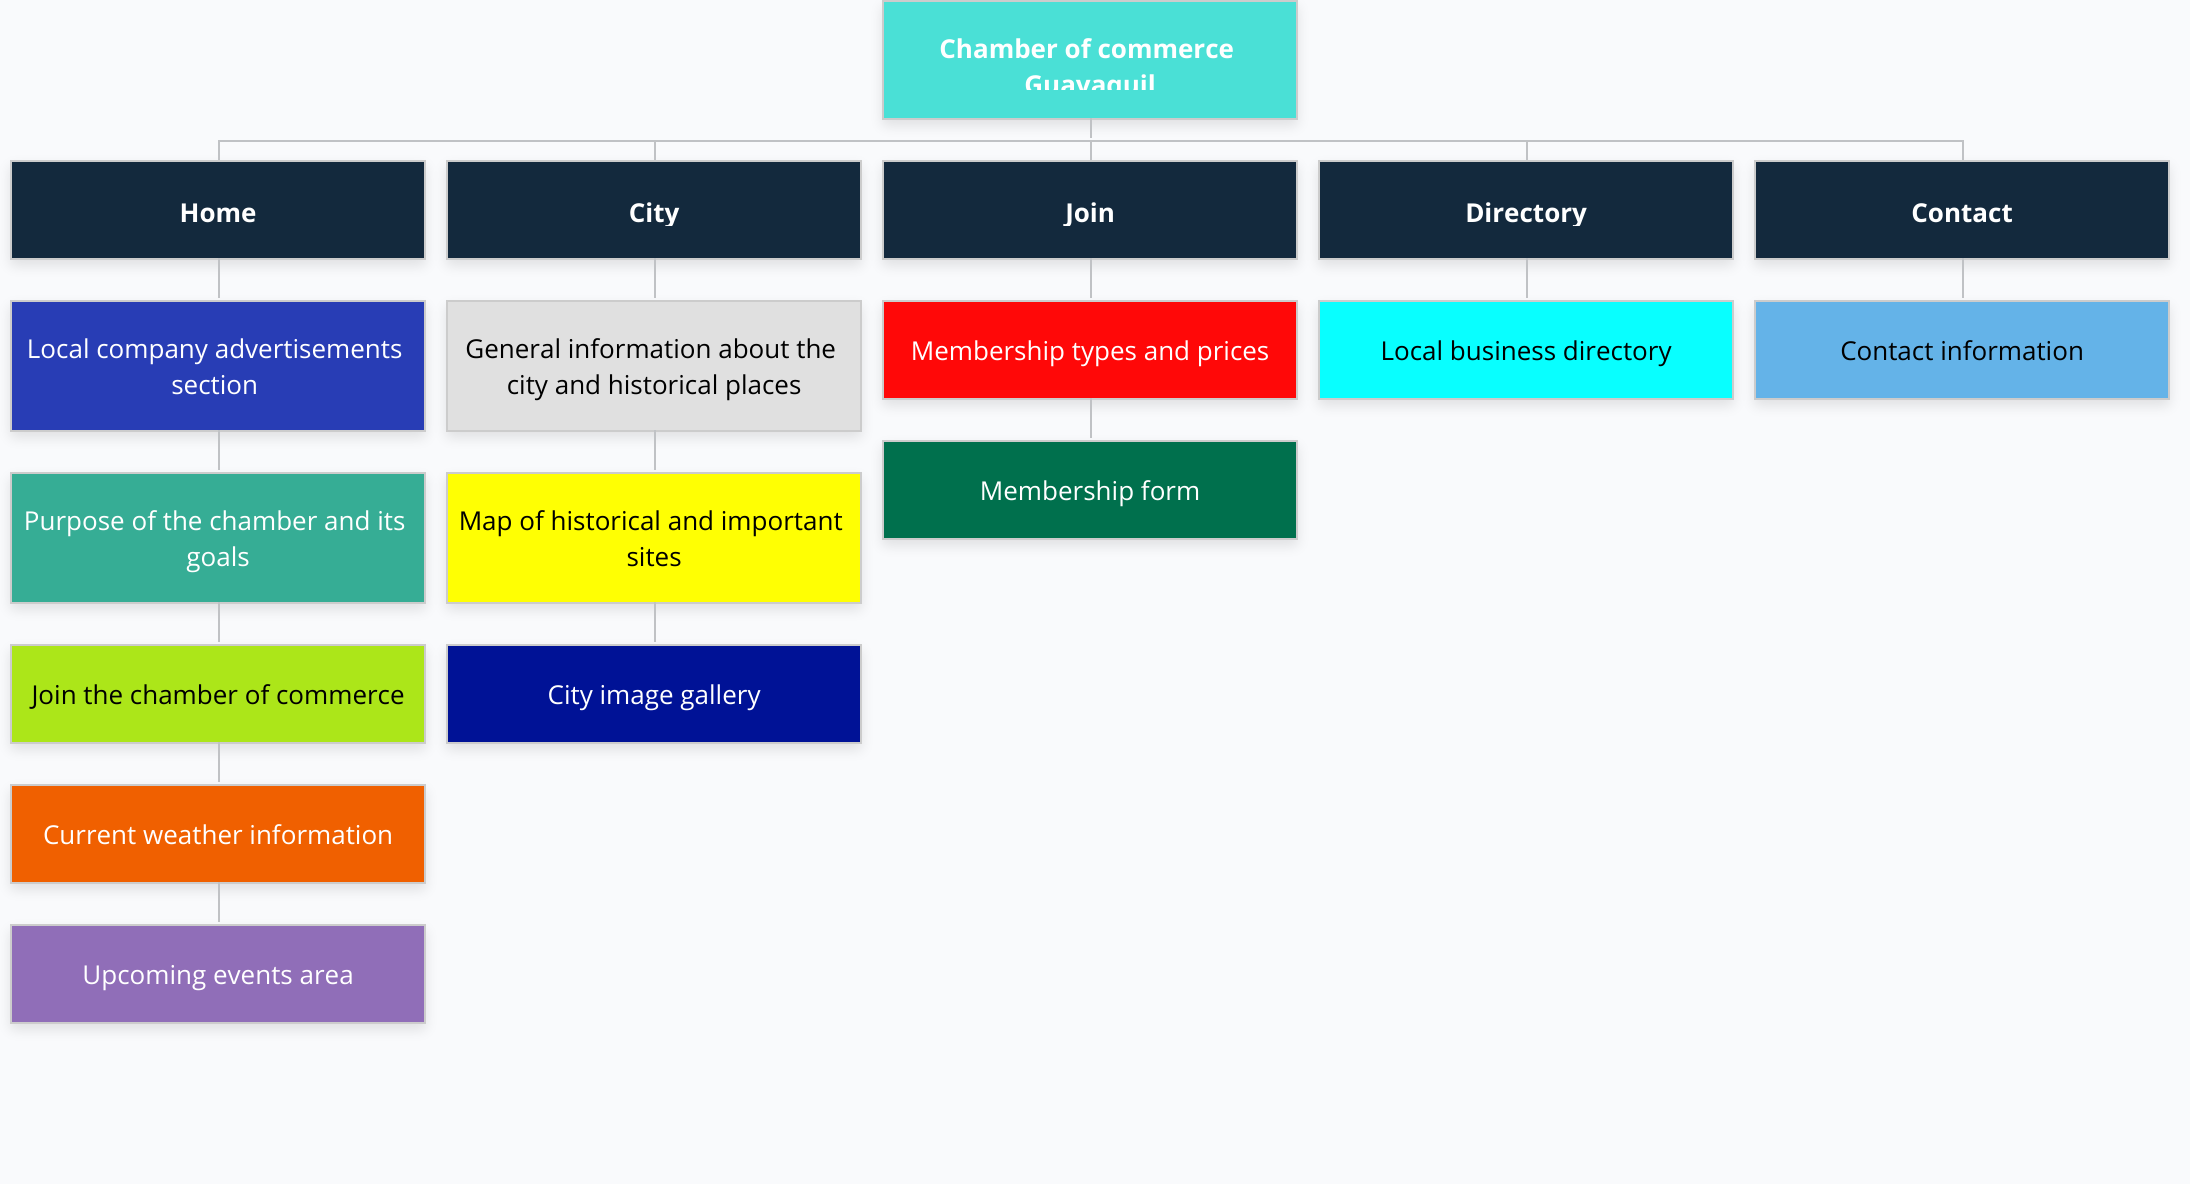 Chamber of commerce
Guayaquil
Home
City
Join
Directory
Contact
Local company advertisements
section
General information about the
city and historical places
Membership types and prices
Local business directory
Contact information
Purpose of the chamber and its
goals
Map of historical and important
sites
Membership form
Join the chamber of commerce
City image gallery
Current weather information
Upcoming events area